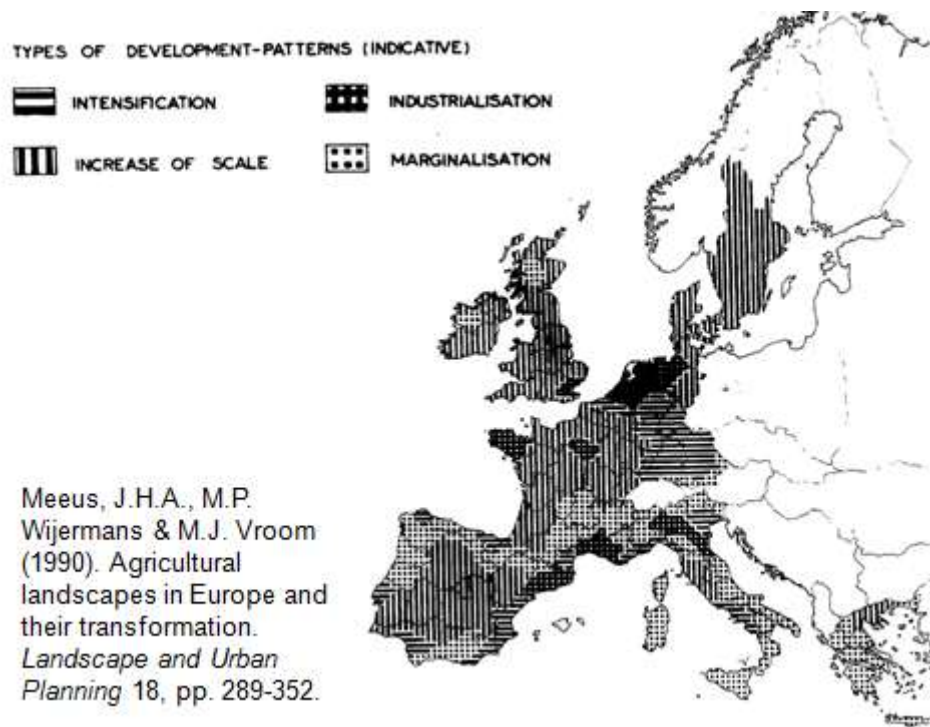 TYPES OF DEVELOPMENT-PATTERNS (INDICATIVE)
INTENSIFICATION
INDUSTRIALISATION
INCREASE OF SCALE
MARGINALISATION
Meeus, J.H.A., M.P.
Wijermans & M.J. Vroom
(1990). Agricultural
landscapes in Europe and
their transformation.
Landscape and Urban
Planning 18, pp. 289-352.